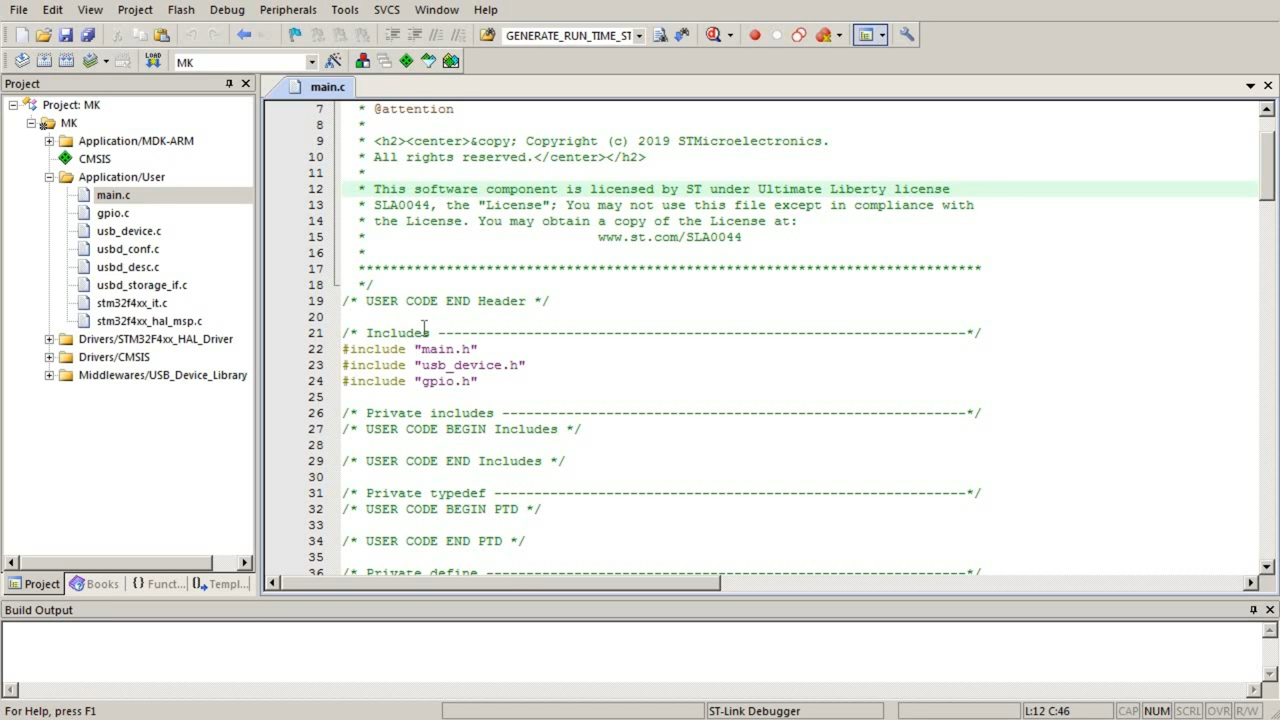 File Edit View Project Flash Debug Peripherals Tools SVCS Window Help
GENERATE_RUN_TIME_ST
LOAD MK
Project
main.c
Project: MK
MK
Application/MDK-ARM
CMSIS
Application/User
main.c
gpio.c
usb_device.c
usbd_conf.c
usbd_desc.c
usbd_storage_if.c
stm32f4xx_it.c
stm32f4xx_hal_msp.c
Drivers/STM32F4xx_HAL_Driver
Drivers/CMSIS
Middlewares/USB_Device_Library
7 * @attention
8 *
9 * <h2><center>&copy; Copyright (c) 2019 STMicroelectronics.
10 * All rights reserved.</center></h2>
11 *
12 * This software component is licensed by ST under Ultimate Liberty license
13 * SLA0044, the "License"; You may not use this file except in compliance with
14 * the License. You may obtain a copy of the License at:
15 * www.st.com/SLA0044
16 *
17 ******************************************************************************
18 */
19 /* USER CODE END Header */
20
21 /* Includes ------------------------------------------------------------------*/
22 #include "main.h"
23 #include "usb_device.h"
24 #include "gpio.h"
25
26 /* Private includes ----------------------------------------------------------*/
27 /* USER CODE BEGIN Includes */
28
29 /* USER CODE END Includes */
30
31 /* Private typedef -----------------------------------------------------------*/
32 /* USER CODE BEGIN PTD */
33
34 /* USER CODE END PTD */
35
36 /* Private define ------------------------------------------------------------*/
Project Books {} Funct... Templ...
Build Output
For Help, press F1 ST-Link Debugger L:12 C:46 CAP NUM SCRL OVR R/W